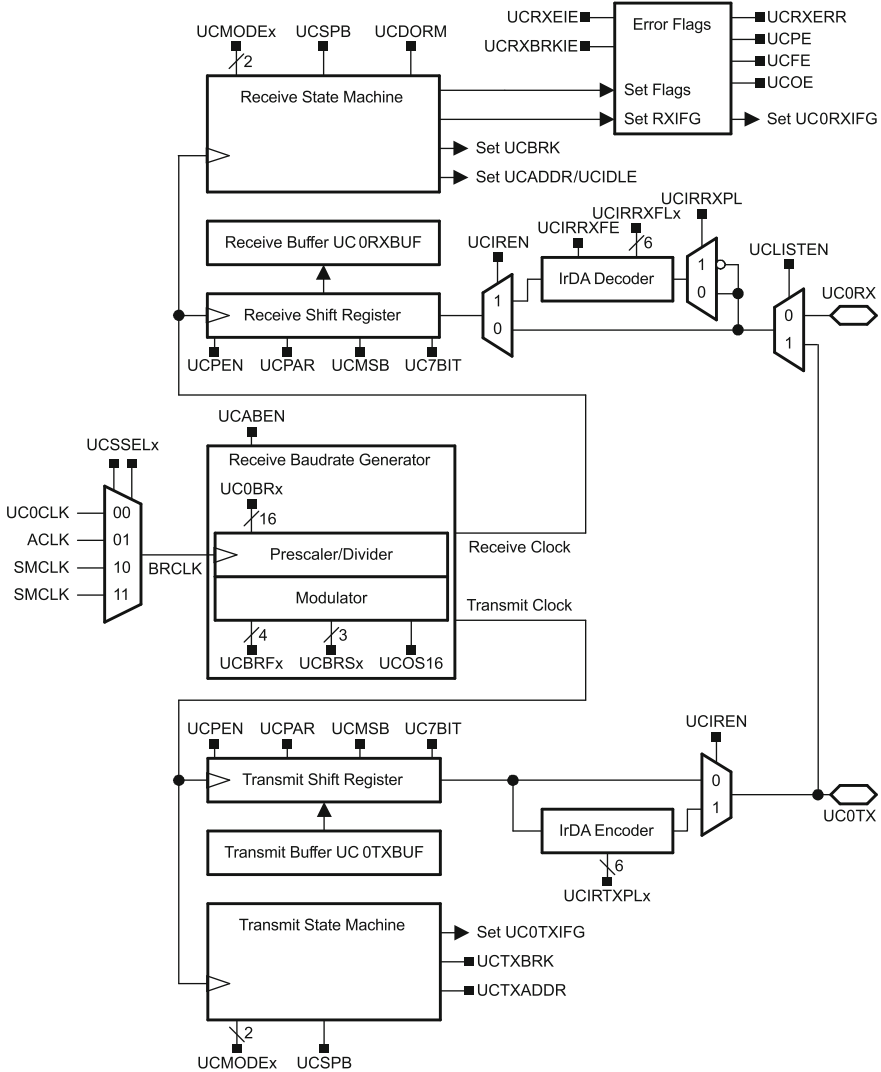 UCMODEx
UCSPB
UCDORM
2
Receive State Machine
UCRXEIE
UCRXBRKIE
Error Flags
Set Flags
Set RXIFG
UCRXERR
UCPE
UCFE
UCOE
Set UC0RXIFG
Set UCBRK
Set UCADDR/UCIDLE
Receive Buffer UC 0RXBUF
Receive Shift Register
UCPEN
UCPAR
UCMSB
UC7BIT
UCIREN
1
0
UCIRRXPL
UCIRRXFLx
UCIRRXFE
6
IrDA Decoder
1
0
UCLISTEN
0
1
UC0RX
UCABEN
Receive Baudrate Generator
UC0BRx
16
Prescaler/Divider
Modulator
4
3
UCBRFx
UCBRSx
UCOS16
UCSSELx
UC0CLK
ACLK
SMCLK
SMCLK
00
01
10
11
BRCLK
Receive Clock
Transmit Clock
UCPEN
UCPAR
UCMSB
UC7BIT
Transmit Shift Register
Transmit Buffer UC 0TXBUF
UCIREN
0
1
IrDA Encoder
6
UCIRTXPLx
UC0TX
Transmit State Machine
Set UC0TXIFG
UCTXBRK
UCTXADDR
2
UCMODEx
UCSPB